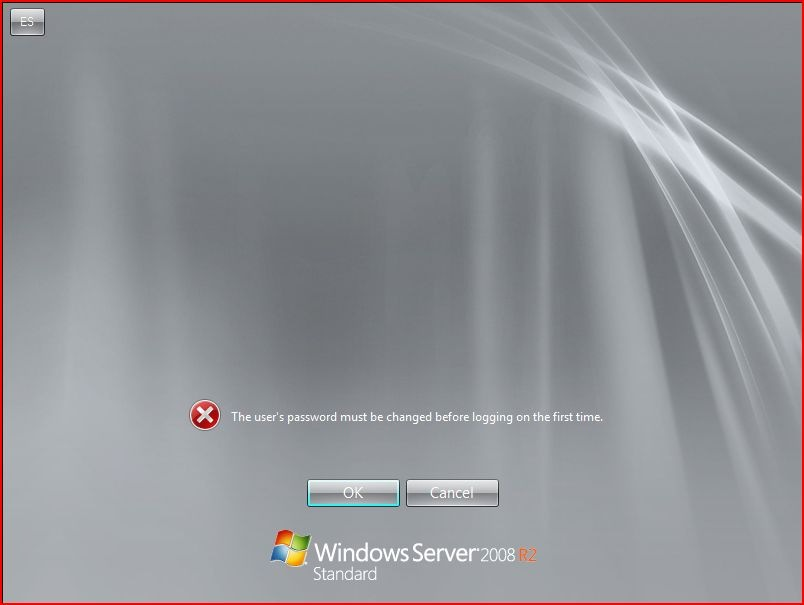 ES
The user's password must be changed before logging on the first time.
OK
Cancel
Windows Server 2008 R2
Standard